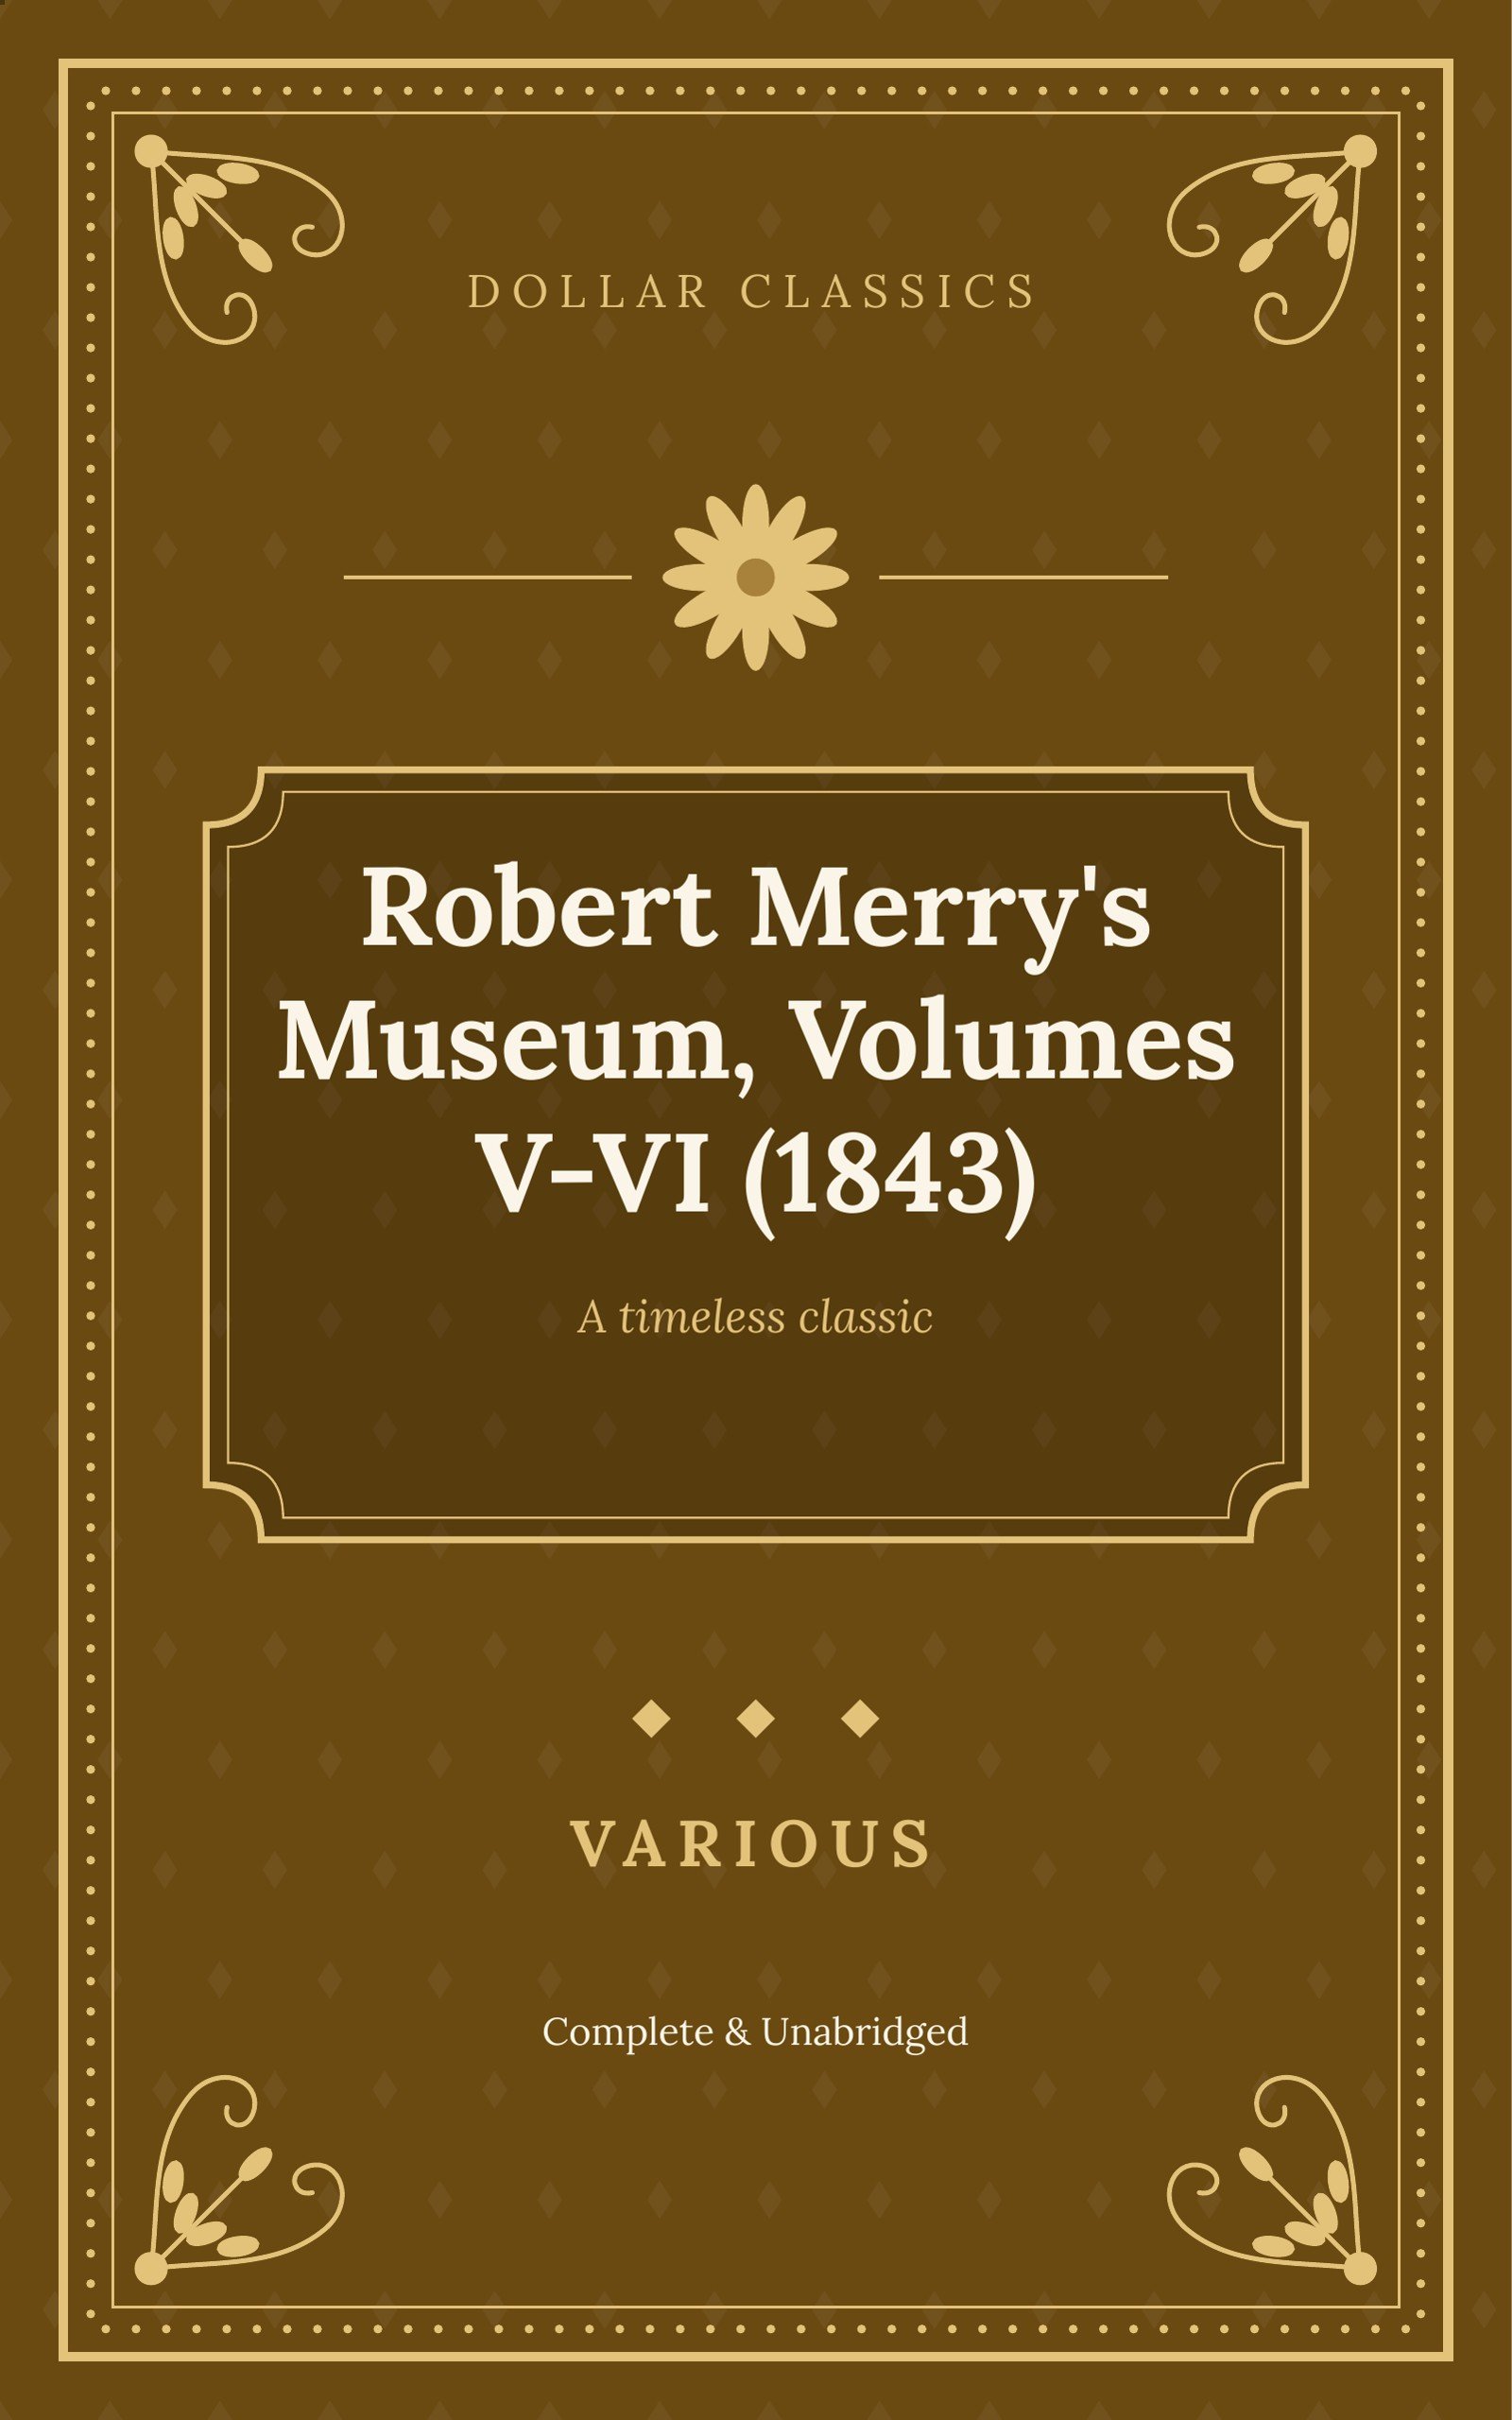 DOLLAR CLASSICS
Robert Merry's
Museum, Volumes
V-VI (1843)
A timeless classic
VARIOUS
Complete & Unabridged